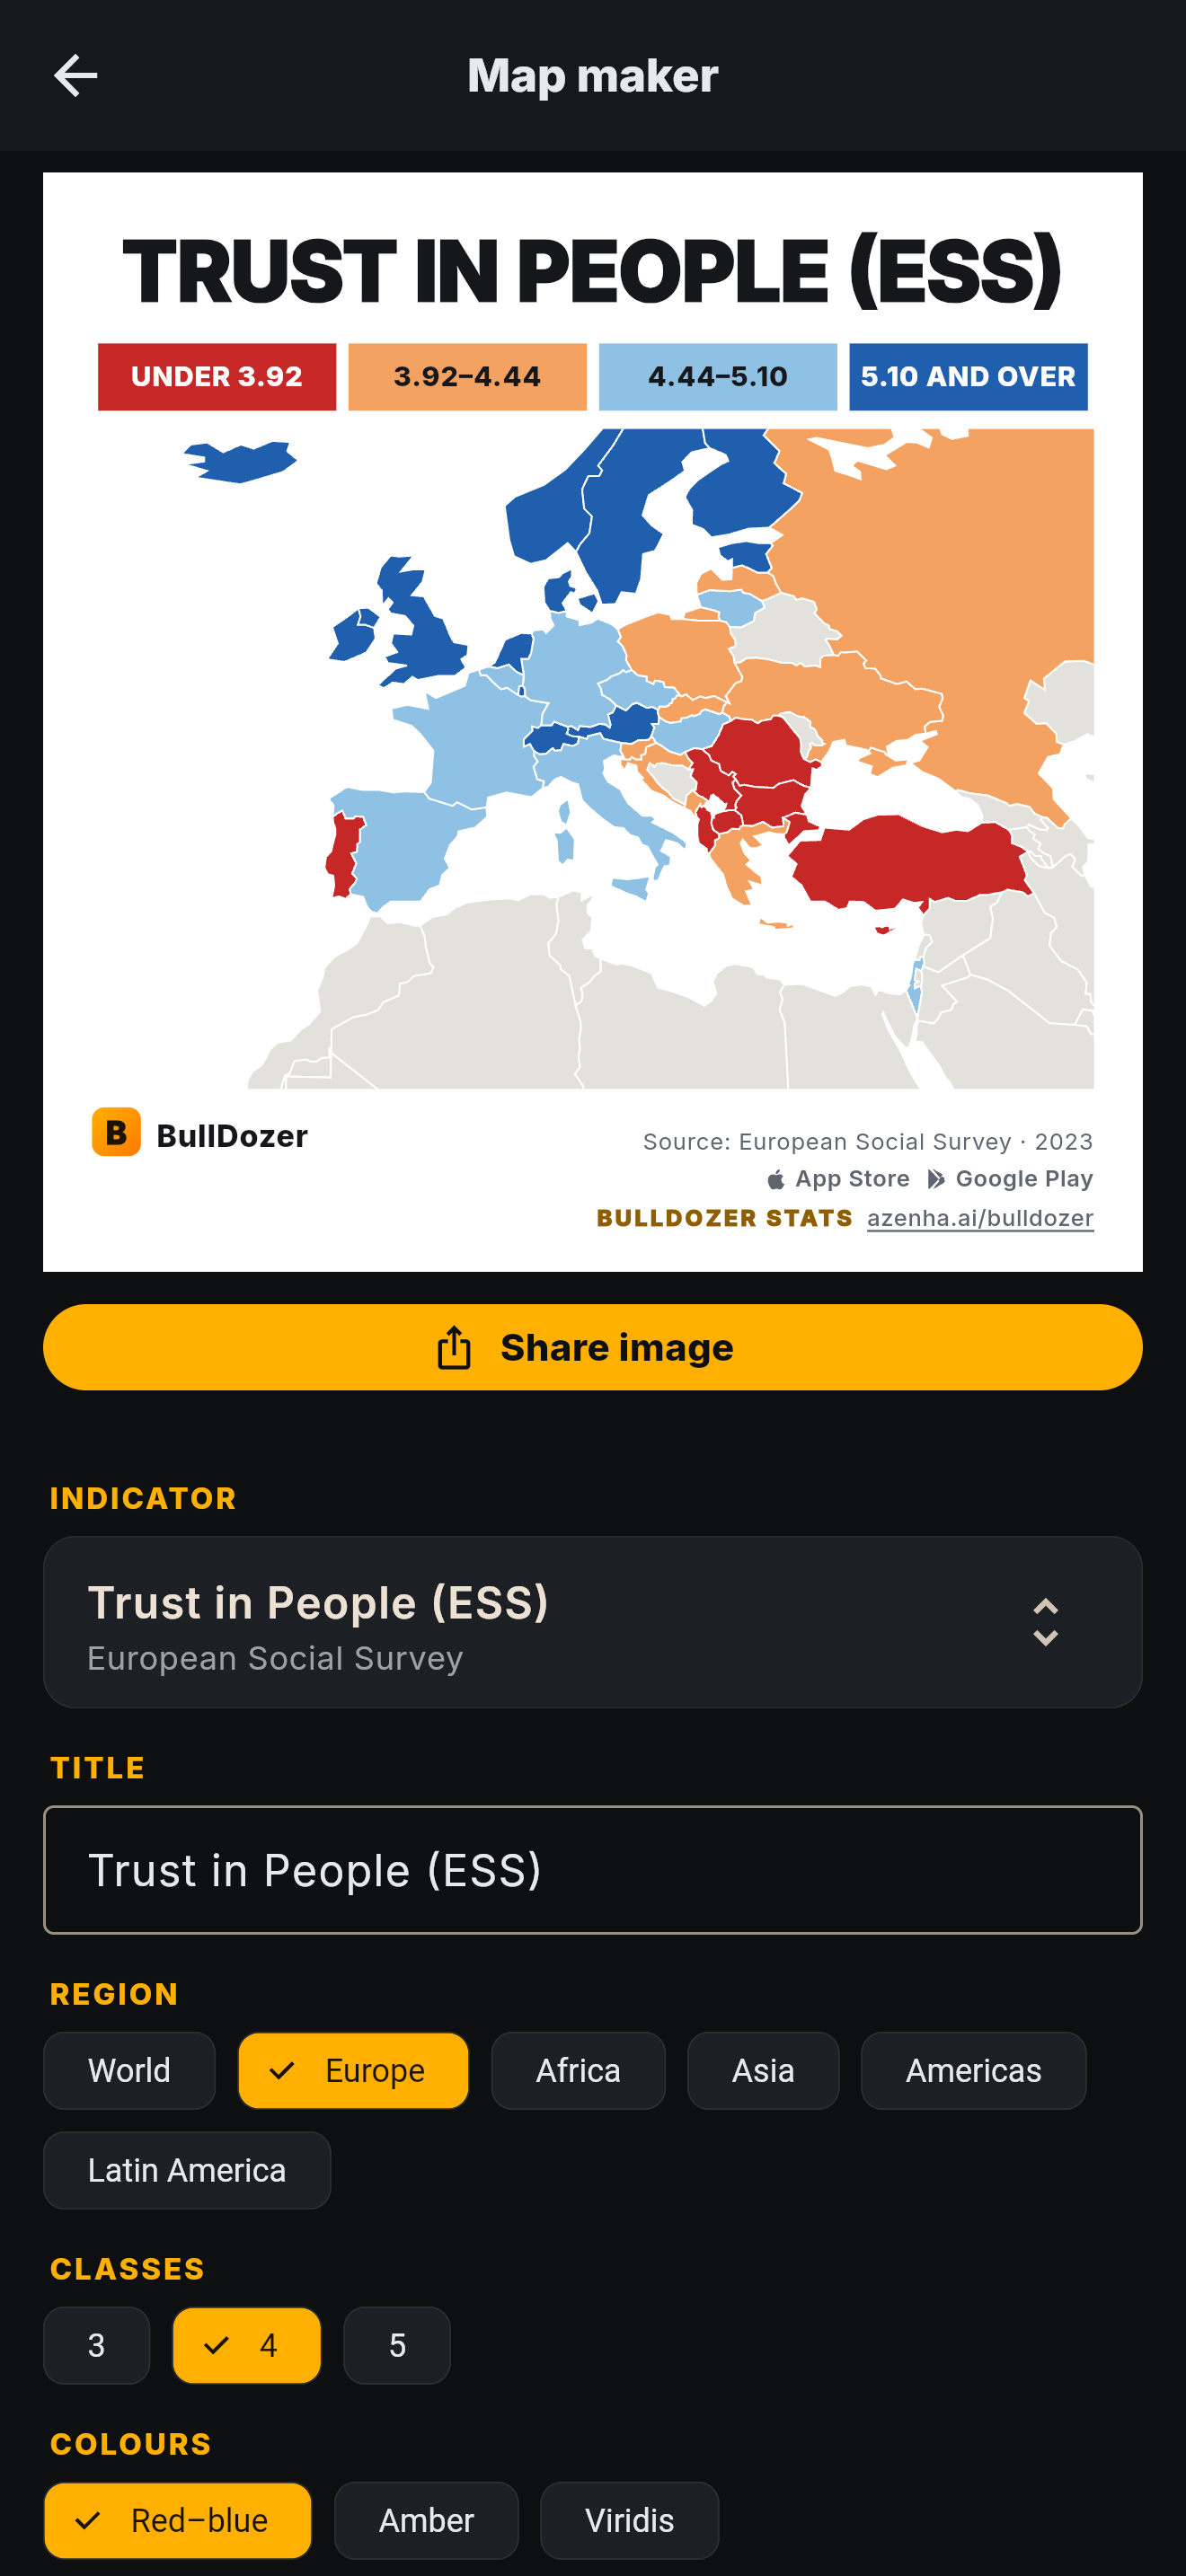 Map maker
TRUST IN PEOPLE (ESS)
UNDER 3.92
3.92–4.44
4.44–5.10
5.10 AND OVER
B BullDozer
Source: European Social Survey · 2023
App Store Google Play
BULLDOZER STATS azenha.ai/bulldozer
Share image
INDICATOR
Trust in People (ESS)
European Social Survey
TITLE
Trust in People (ESS)
REGION
World
Europe
Africa
Asia
Americas
Latin America
CLASSES
3
4
5
COLOURS
Red–blue
Amber
Viridis